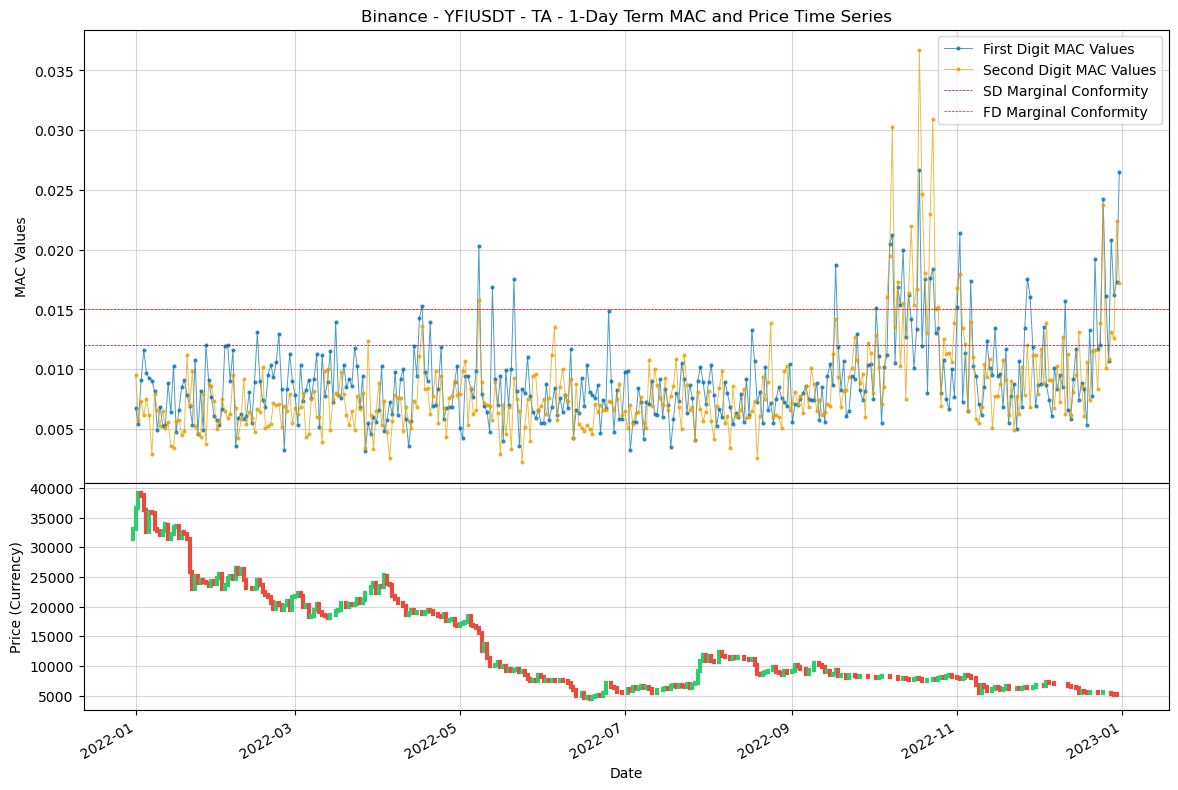 Binance - YFIUSDT - TA - 1-Day Term MAC and Price Time Series
First Digit MAC Values
Second Digit MAC Values
SD Marginal Conformity
FD Marginal Conformity
MAC Values
0.035
0.030
0.025
0.020
0.015
0.010
0.005
Price (Currency)
40000
35000
30000
25000
20000
15000
10000
5000
2022-01
2022-03
2022-05
2022-07
2022-09
2022-11
2023-01
Date